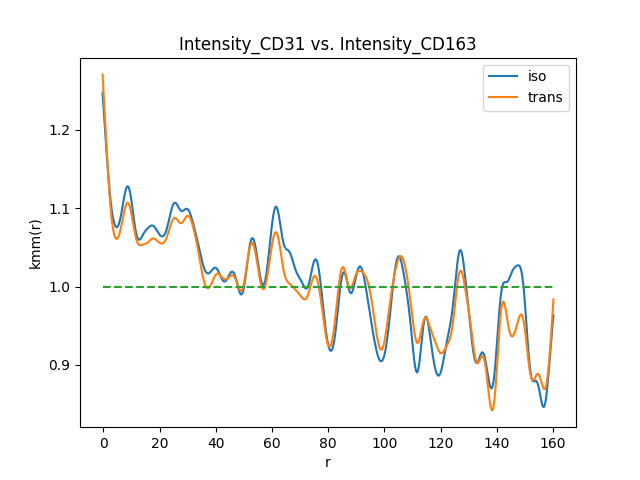 Intensity_CD31 vs. Intensity_CD163
iso
trans
1.2
1.1
1.0
0.9
kmm(r)
0 20 40 60 80 100 120 140 160
r